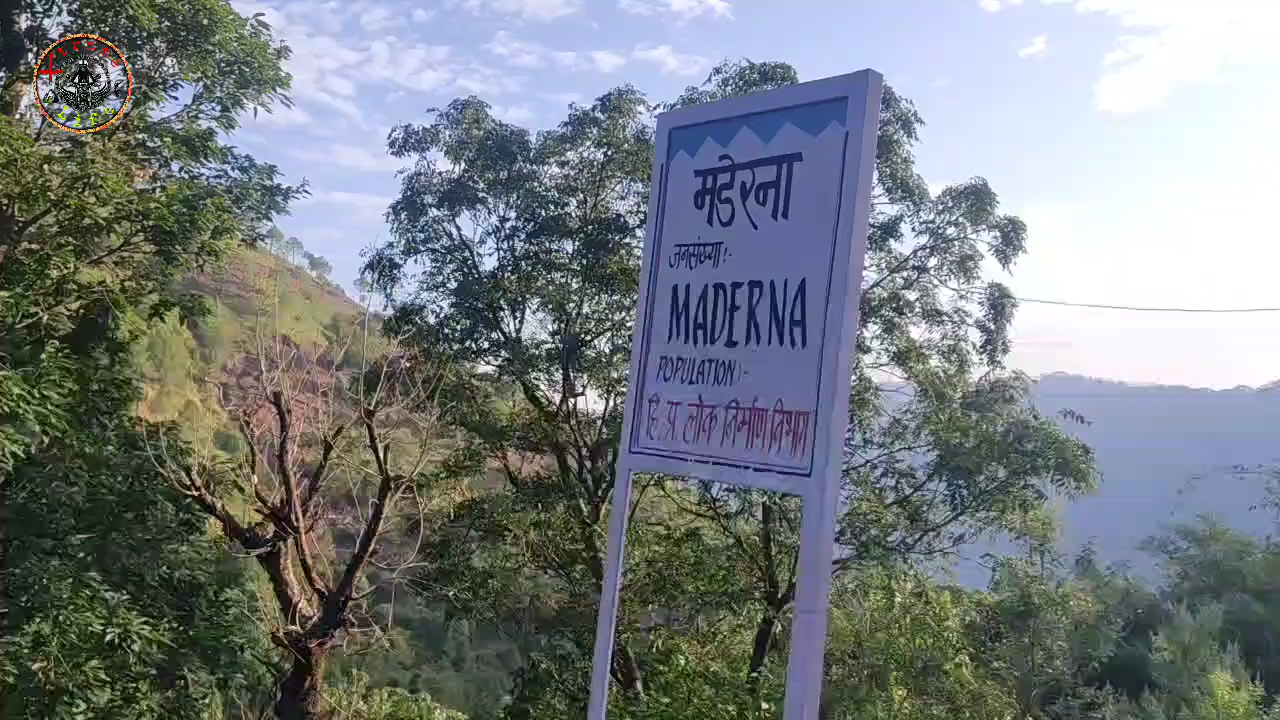 मडेरना
जनसंख्या:-
MADERNA
POPULATION:-
हि.प्र. लोक निर्माण विभाग